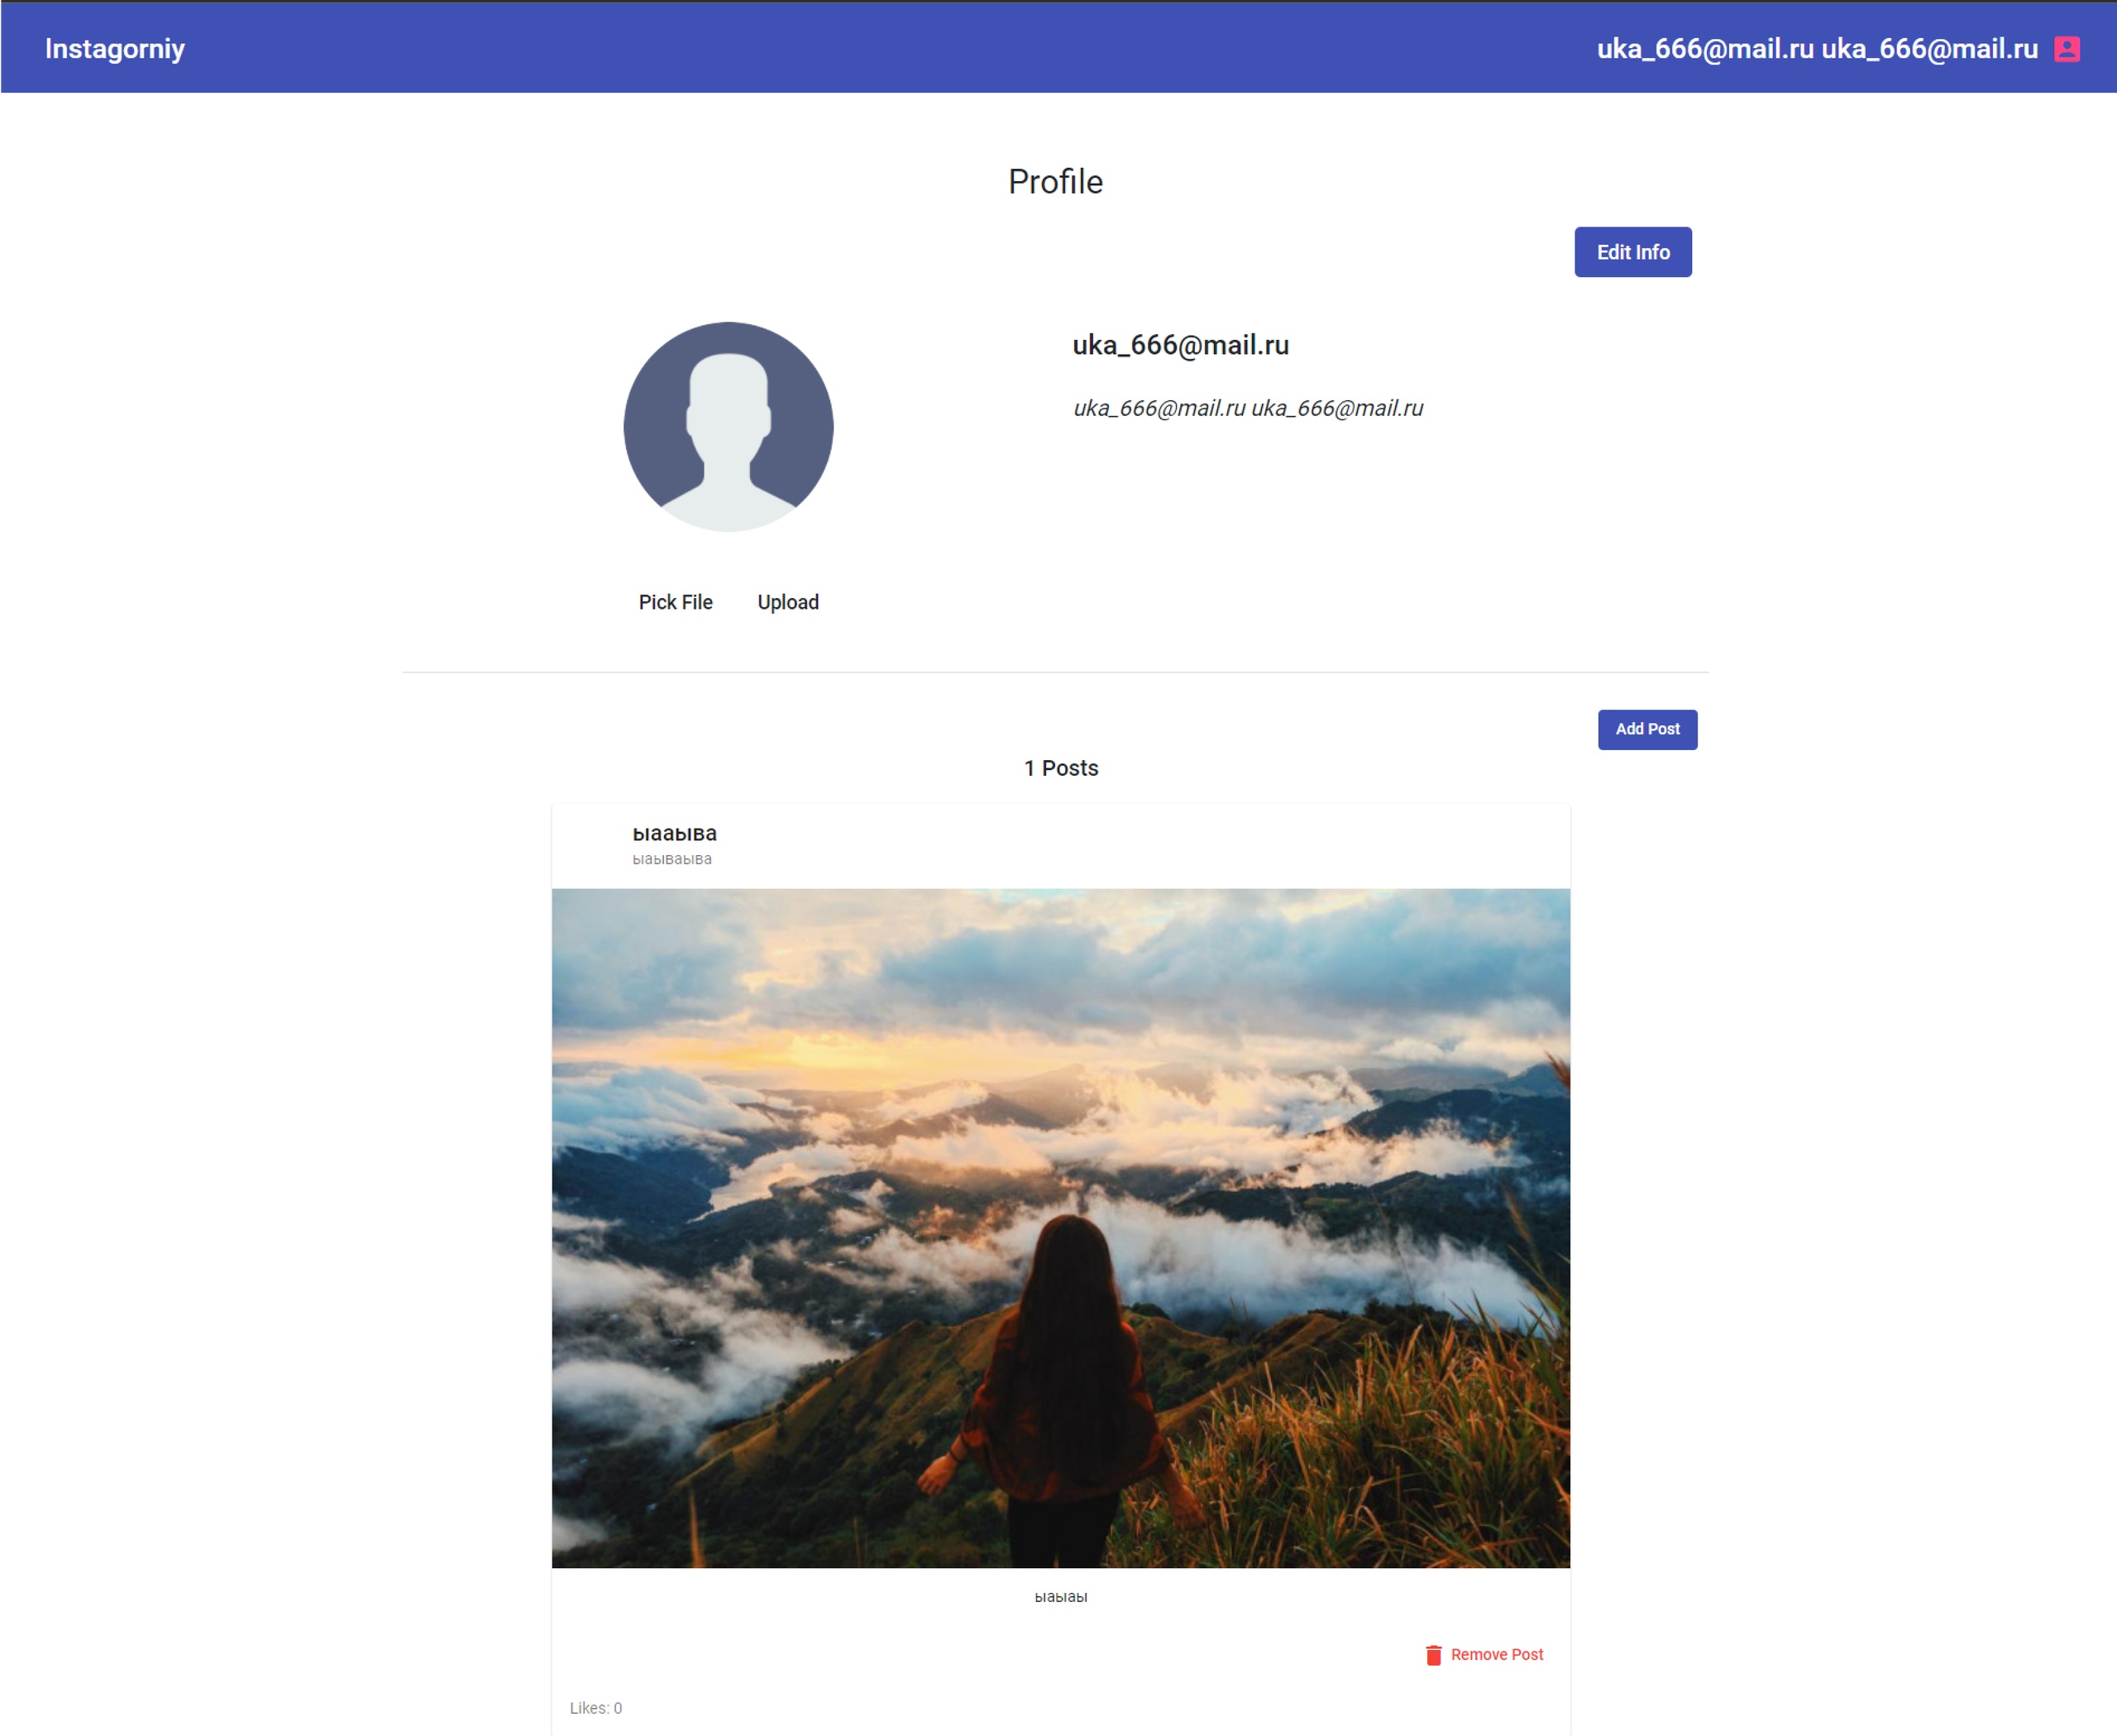 Instagorniy
uka_666@mail.ru uka_666@mail.ru
Profile
Edit Info
uka_666@mail.ru
uka_666@mail.ru uka_666@mail.ru
Pick File Upload
Add Post
1 Posts
ыааыва
ыаываыва
ыаыаы
Remove Post
Likes: 0